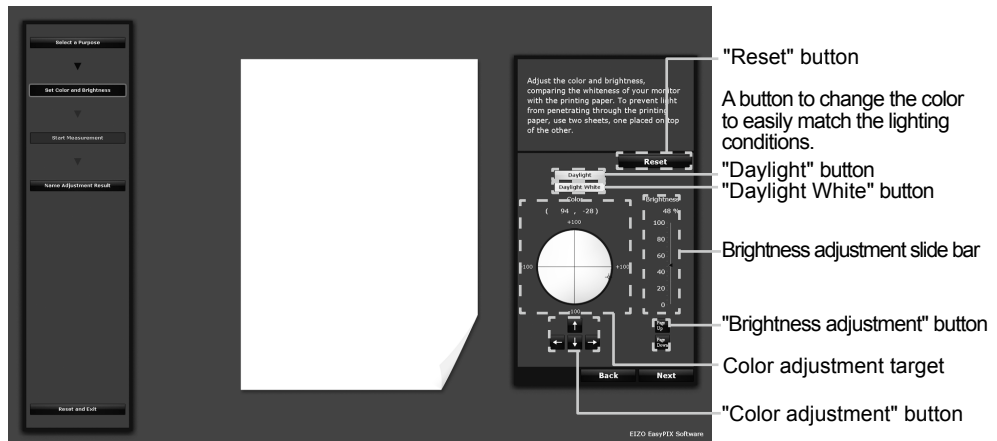 Select a Purpose
Set Color and Brightness
Start Measurement
Name Adjustment Result
Reset and Exit
Adjust the color and brightness,
comparing the whiteness of your monitor
with the printing paper. To prevent light
from penetrating through the printing
paper, use two sheets, one placed on top
of the other.
Reset
Daylight
Daylight White
Color
( 94 , -28)
+100
-100
+100
-100
Brightness
48 %
100
80
60
40
20
0
Page
Up
Page
Down
Back
Next
EIZO EasyPIX Software
"Reset" button
A button to change the color
to easily match the lighting
conditions.
"Daylight" button
"Daylight White" button
Brightness adjustment slide bar
"Brightness adjustment" button
Color adjustment target
"Color adjustment" button